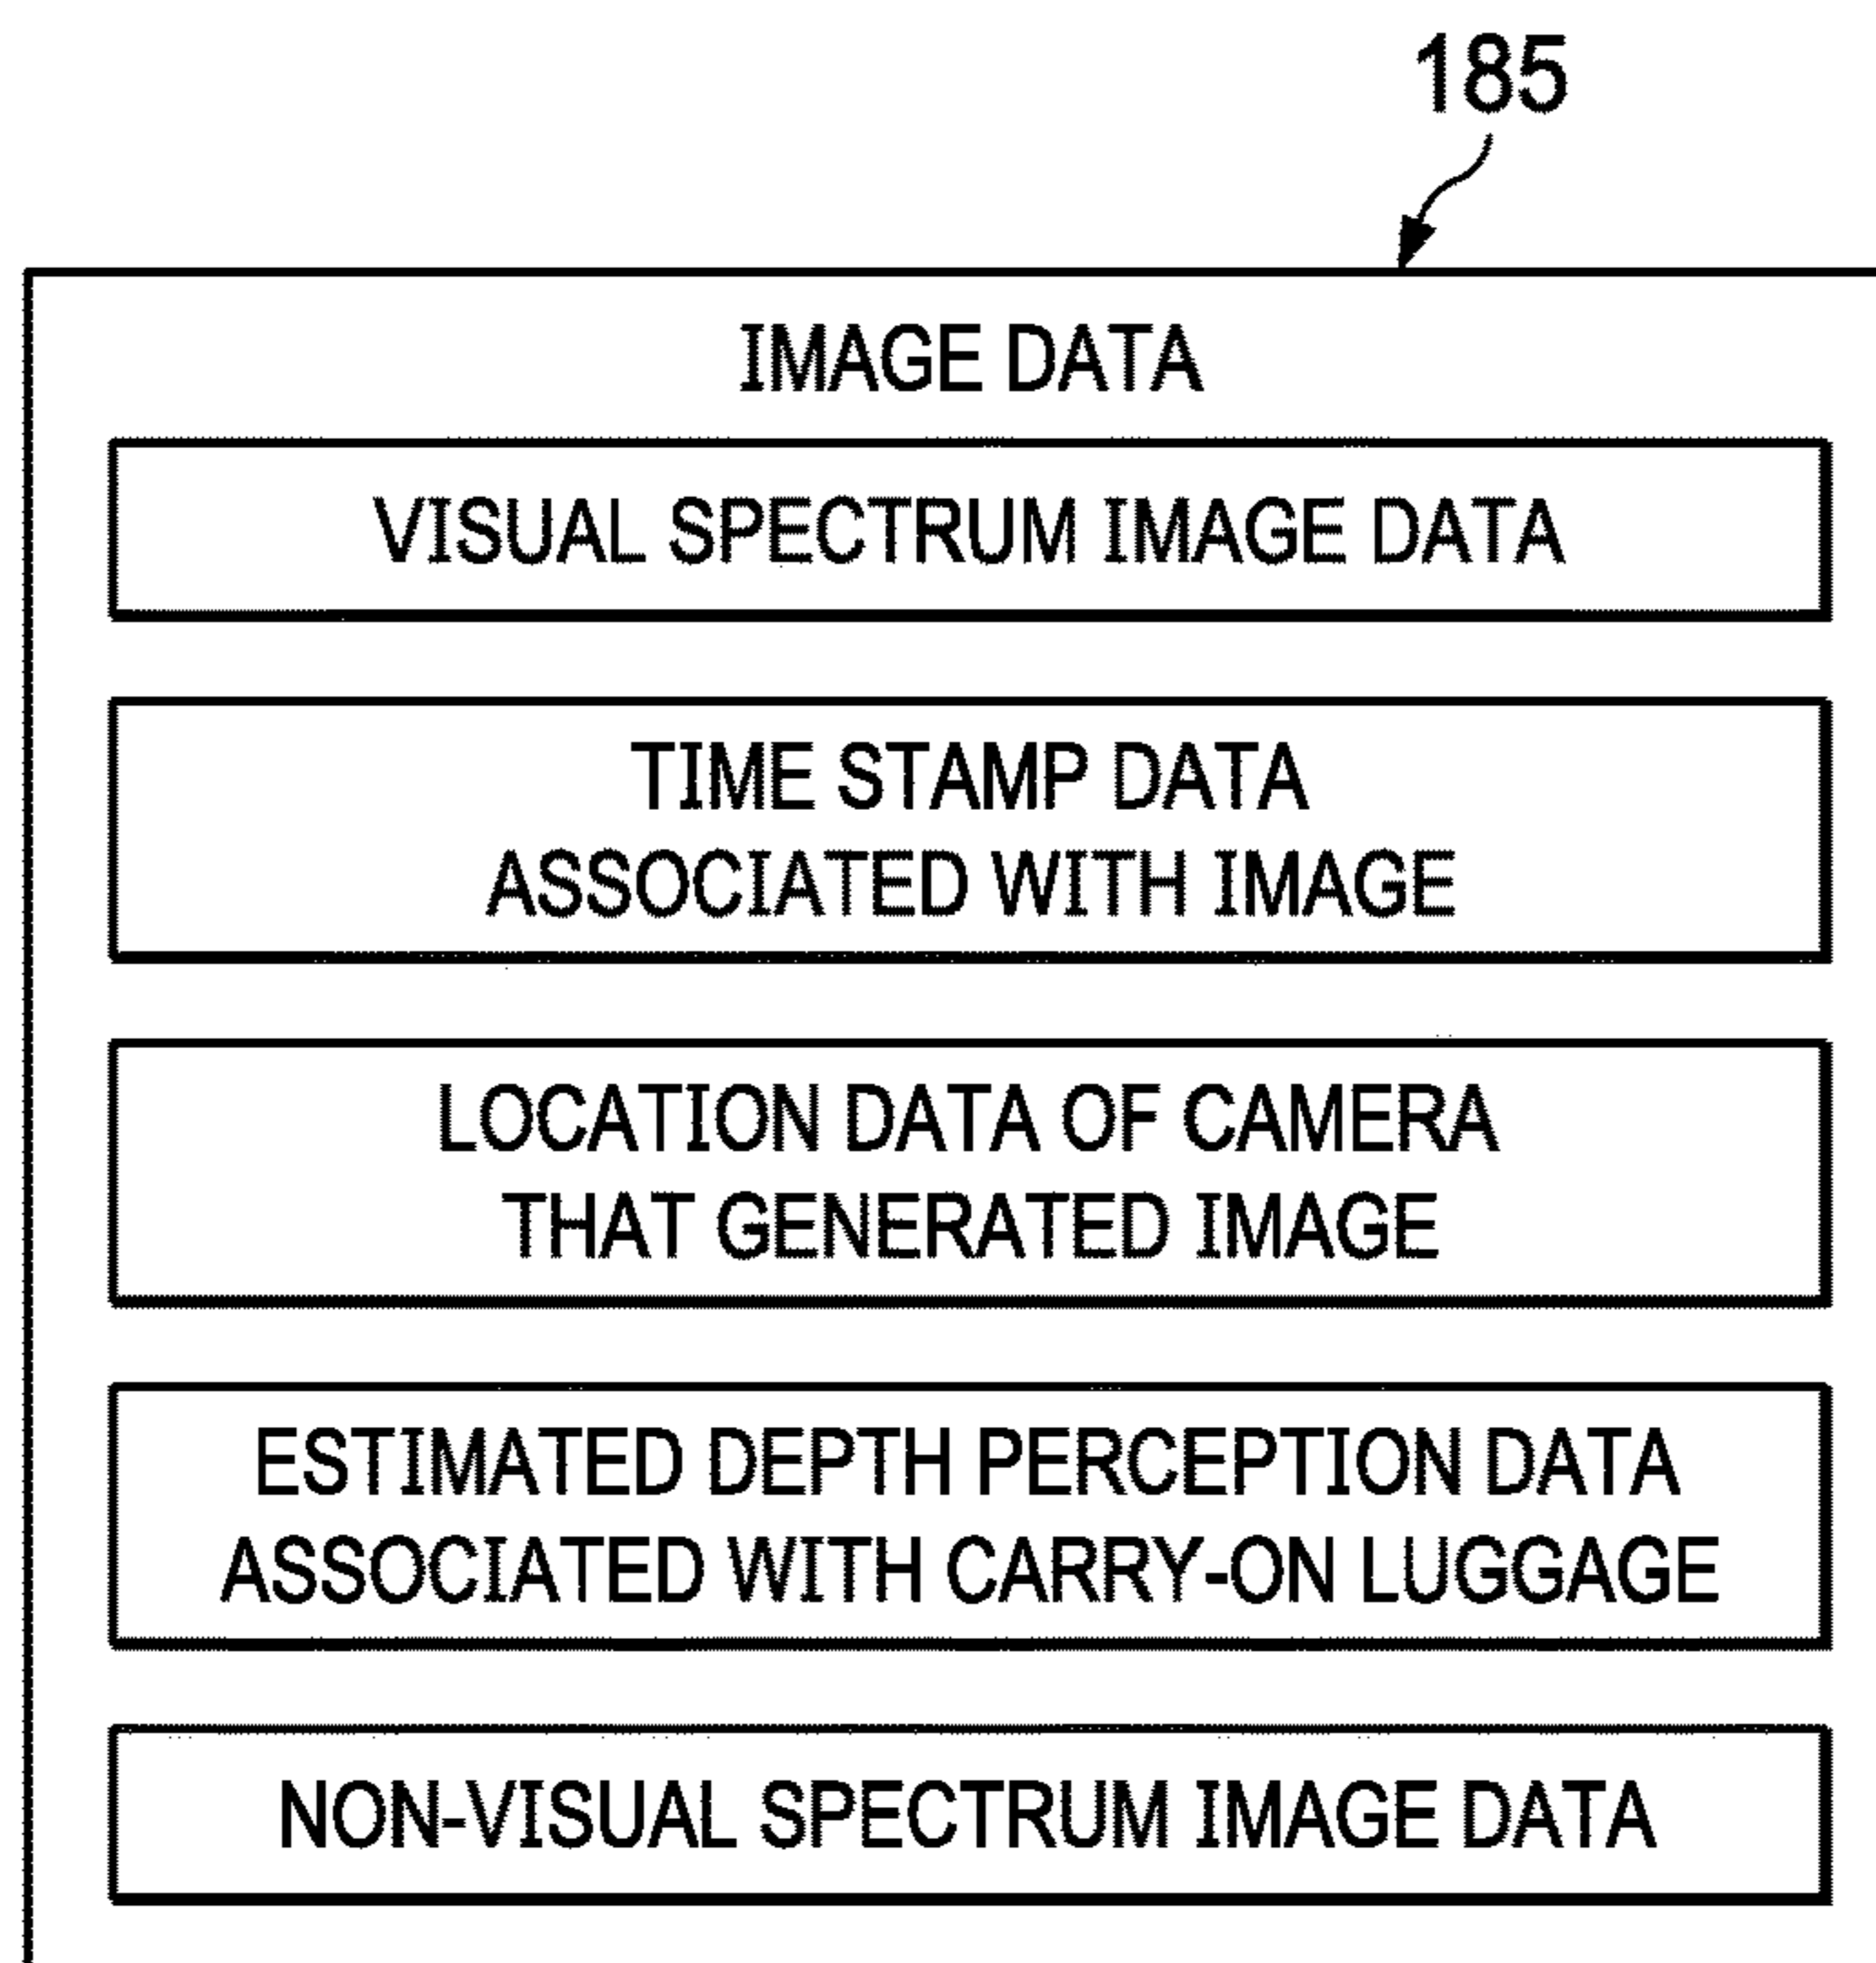 185
IMAGE DATA
VISUAL SPECTRUM IMAGE DATA
TIME STAMP DATA
ASSOCIATED WITH IMAGE
LOCATION DATA OF CAMERA
THAT GENERATED IMAGE
ESTIMATED DEPTH PERCEPTION DATA
ASSOCIATED WITH CARRY-ON LUGGAGE
NON-VISUAL SPECTRUM IMAGE DATA